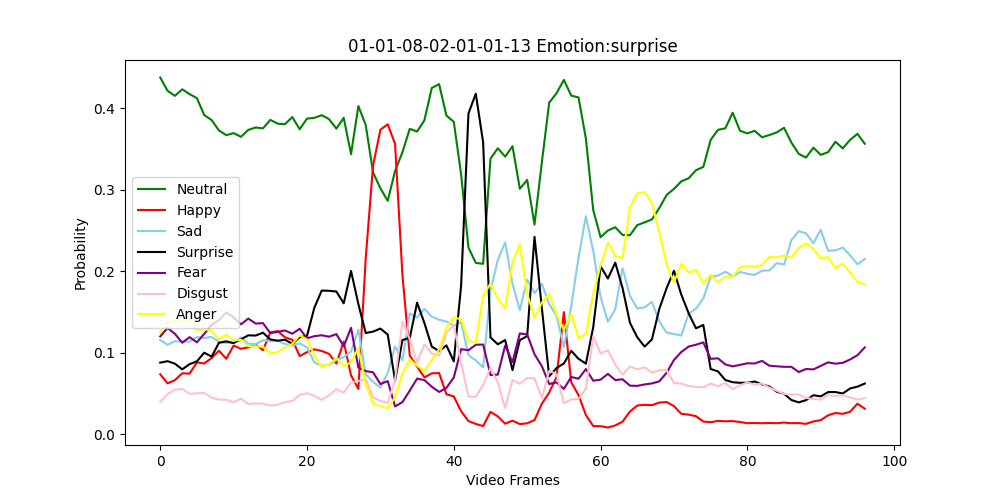 01-01-08-02-01-01-13 Emotion:surprise
Probability
0.4
0.3
0.2
0.1
0.0
Neutral
Happy
Sad
Surprise
Fear
Disgust
Anger
0 20 40 60 80 100
Video Frames